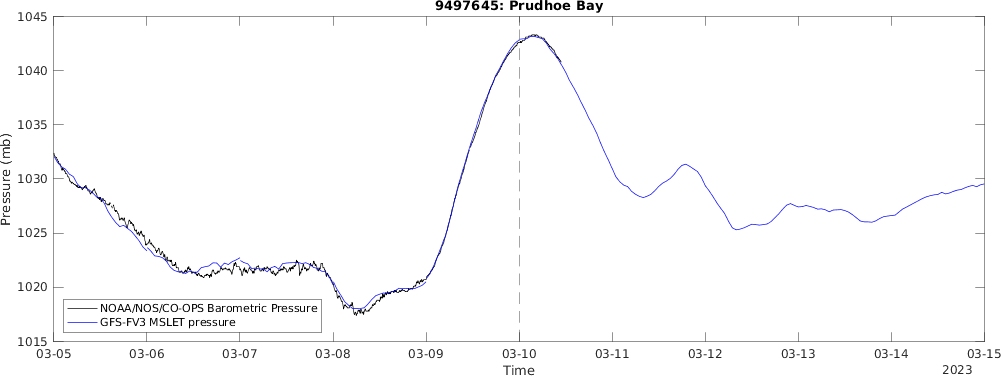 9497645: Prudhoe Bay
Pressure (mb)
1045
1040
1035
1030
1025
1020
1015
NOAA/NOS/CO-OPS Barometric Pressure
GFS-FV3 MSLET pressure
03-05 03-06 03-07 03-08 03-09 03-10 03-11 03-12 03-13 03-14 03-15
Time
2023